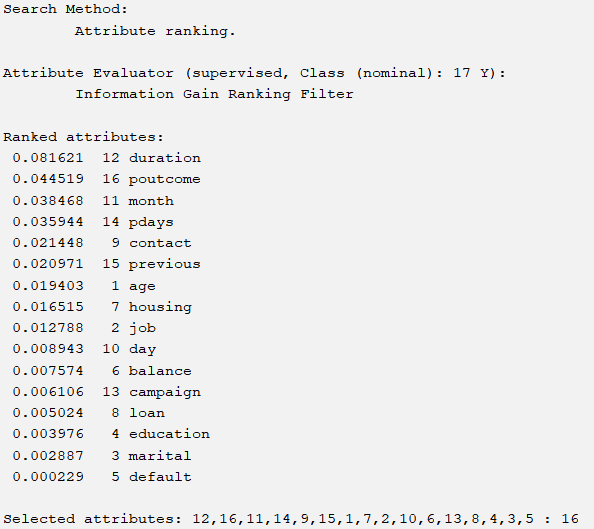 Search Method:
Attribute ranking.
Attribute Evaluator (supervised, Class (nominal): 17 Y):
Information Gain Ranking Filter
Ranked attributes:
0.081621 12 duration
0.044519 16 poutcome
0.038468 11 month
0.035944 14 pdays
0.021448 9 contact
0.020971 15 previous
0.019403 1 age
0.016515 7 housing
0.012788 2 job
0.008943 10 day
0.007574 6 balance
0.006106 13 campaign
0.005024 8 loan
0.003976 4 education
0.002887 3 marital
0.000229 5 default
Selected attributes: 12,16,11,14,9,15,1,7,2,10,6,13,8,4,3,5 : 16